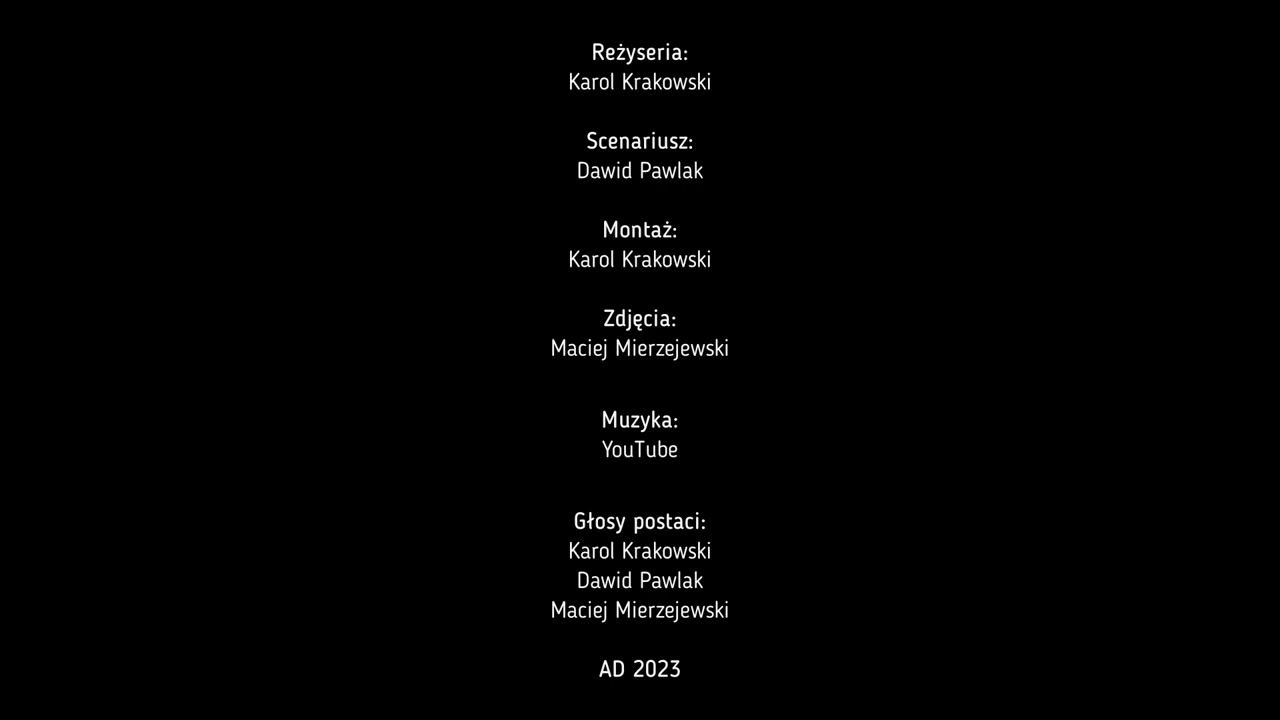 Reżyseria:
Karol Krakowski
Scenariusz:
Dawid Pawlak
Montaż:
Karol Krakowski
Zdjęcia:
Maciej Mierzejewski
Muzyka:
YouTube
Głosy postaci:
Karol Krakowski
Dawid Pawlak
Maciej Mierzejewski
AD 2023